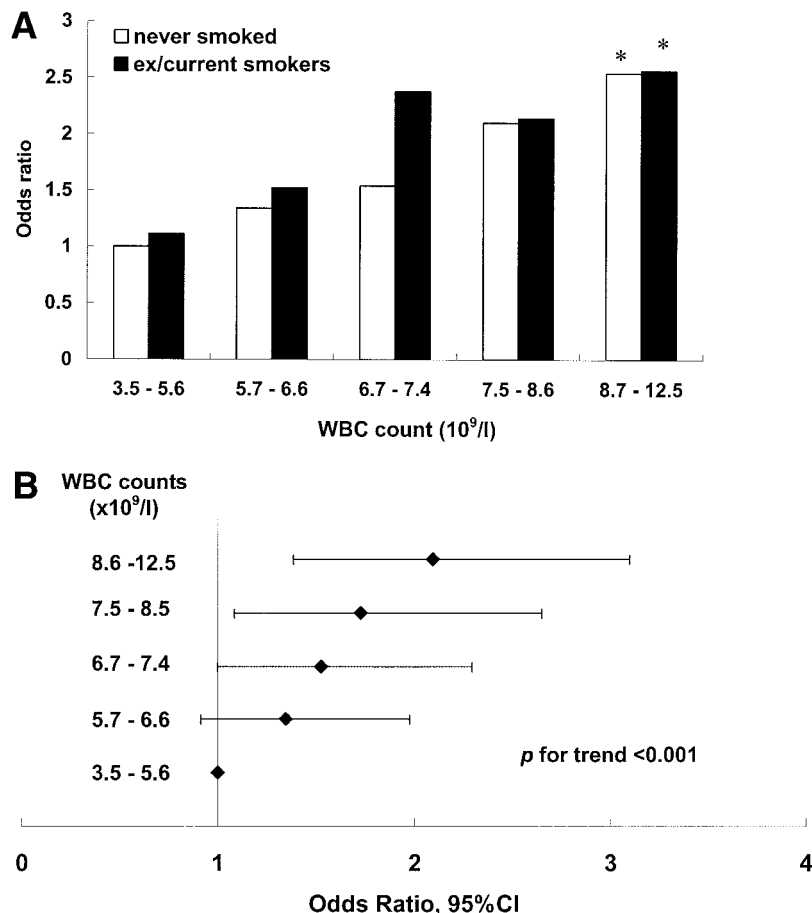 A
never smoked
ex/current smokers
* *
3
2.5
2
1.5
1
0.5
0
Odds ratio
3.5 - 5.6 5.7 - 6.6 6.7 - 7.4 7.5 - 8.6 8.7 - 12.5
WBC count (10⁹/l)
B
WBC counts
(x10⁹/l)
8.6 -12.5
7.5 - 8.5
6.7 - 7.4
5.7 - 6.6
3.5 - 5.6
p for trend <0.001
0 1 2 3 4
Odds Ratio, 95%CI